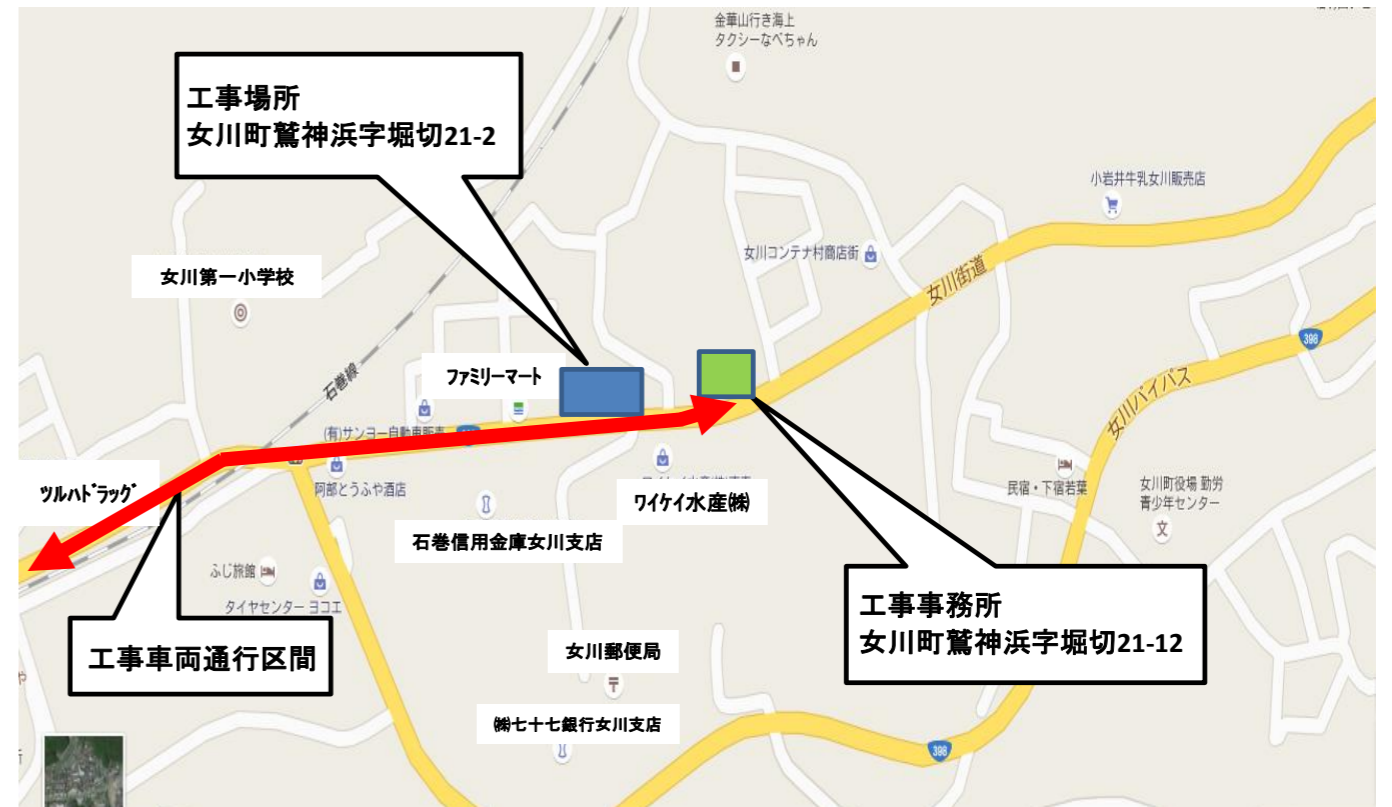 金華山行き海上
タクシーなべちゃん
工事場所
女川町鷲神浜字堀切21-2
小岩井牛乳女川販売店
女川コンテナ村商店街
女川街道
女川第一小学校
398
石巻線
ファミリーマート
女川バイパス
(有)サンヨー自動車販売
ツルハドラッグ
阿部とうふや酒店
民宿・下宿若葉
女川町役場 勤労
青少年センター
文
ワイケイ水産㈱
石巻信用金庫女川支店
ふじ旅館
タイヤセンター ヨコエ
工事事務所
女川町鷲神浜字堀切21-12
工事車両通行区間
女川郵便局
〒
㈱七十七銀行女川支店
398